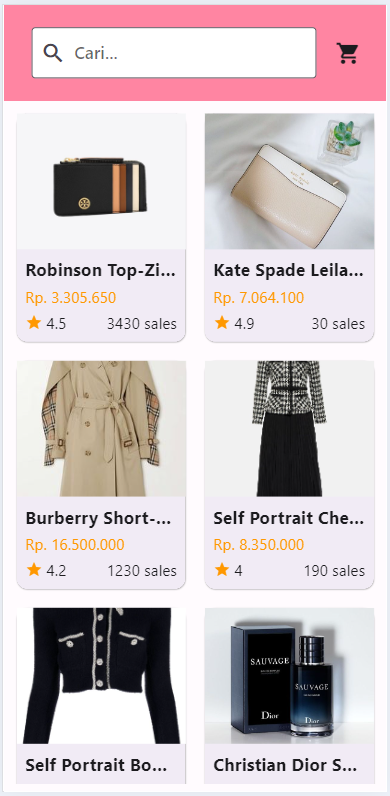 Cari...
Robinson Top-Zi...
Rp. 3.305.650
4.5 3430 sales
Kate Spade Leila...
Rp. 7.064.100
4.9 30 sales
Burberry Short-...
Rp. 16.500.000
4.2 1230 sales
Self Portrait Che...
Rp. 8.350.000
4 190 sales
SAUVAGE
Dior
SAUVAGE
Dior
Self Portrait Bo...
Christian Dior S...